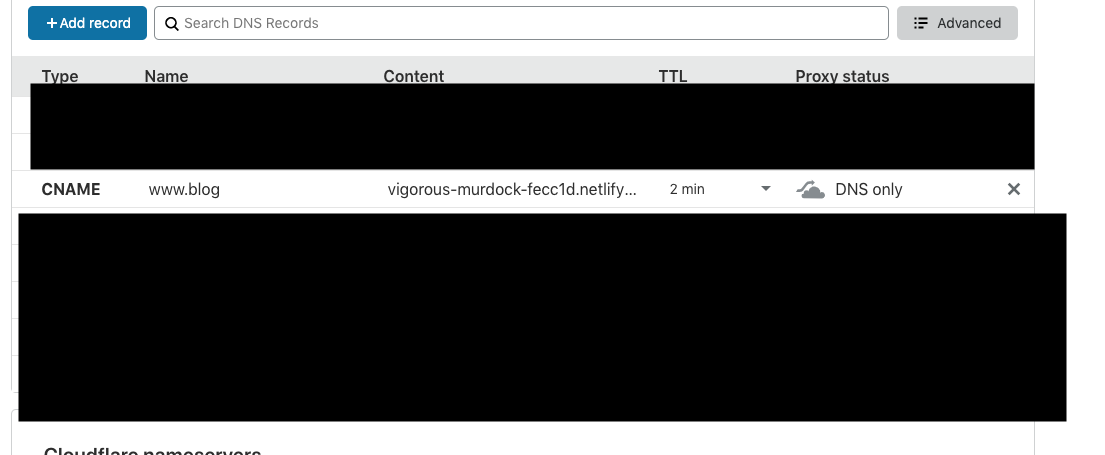 +Add record Search DNS Records Advanced
Type Name Content TTL Proxy status
CNAME www.blog vigorous-murdock-fecc1d.netlify... 2 min DNS only
Cloudflare nameservers